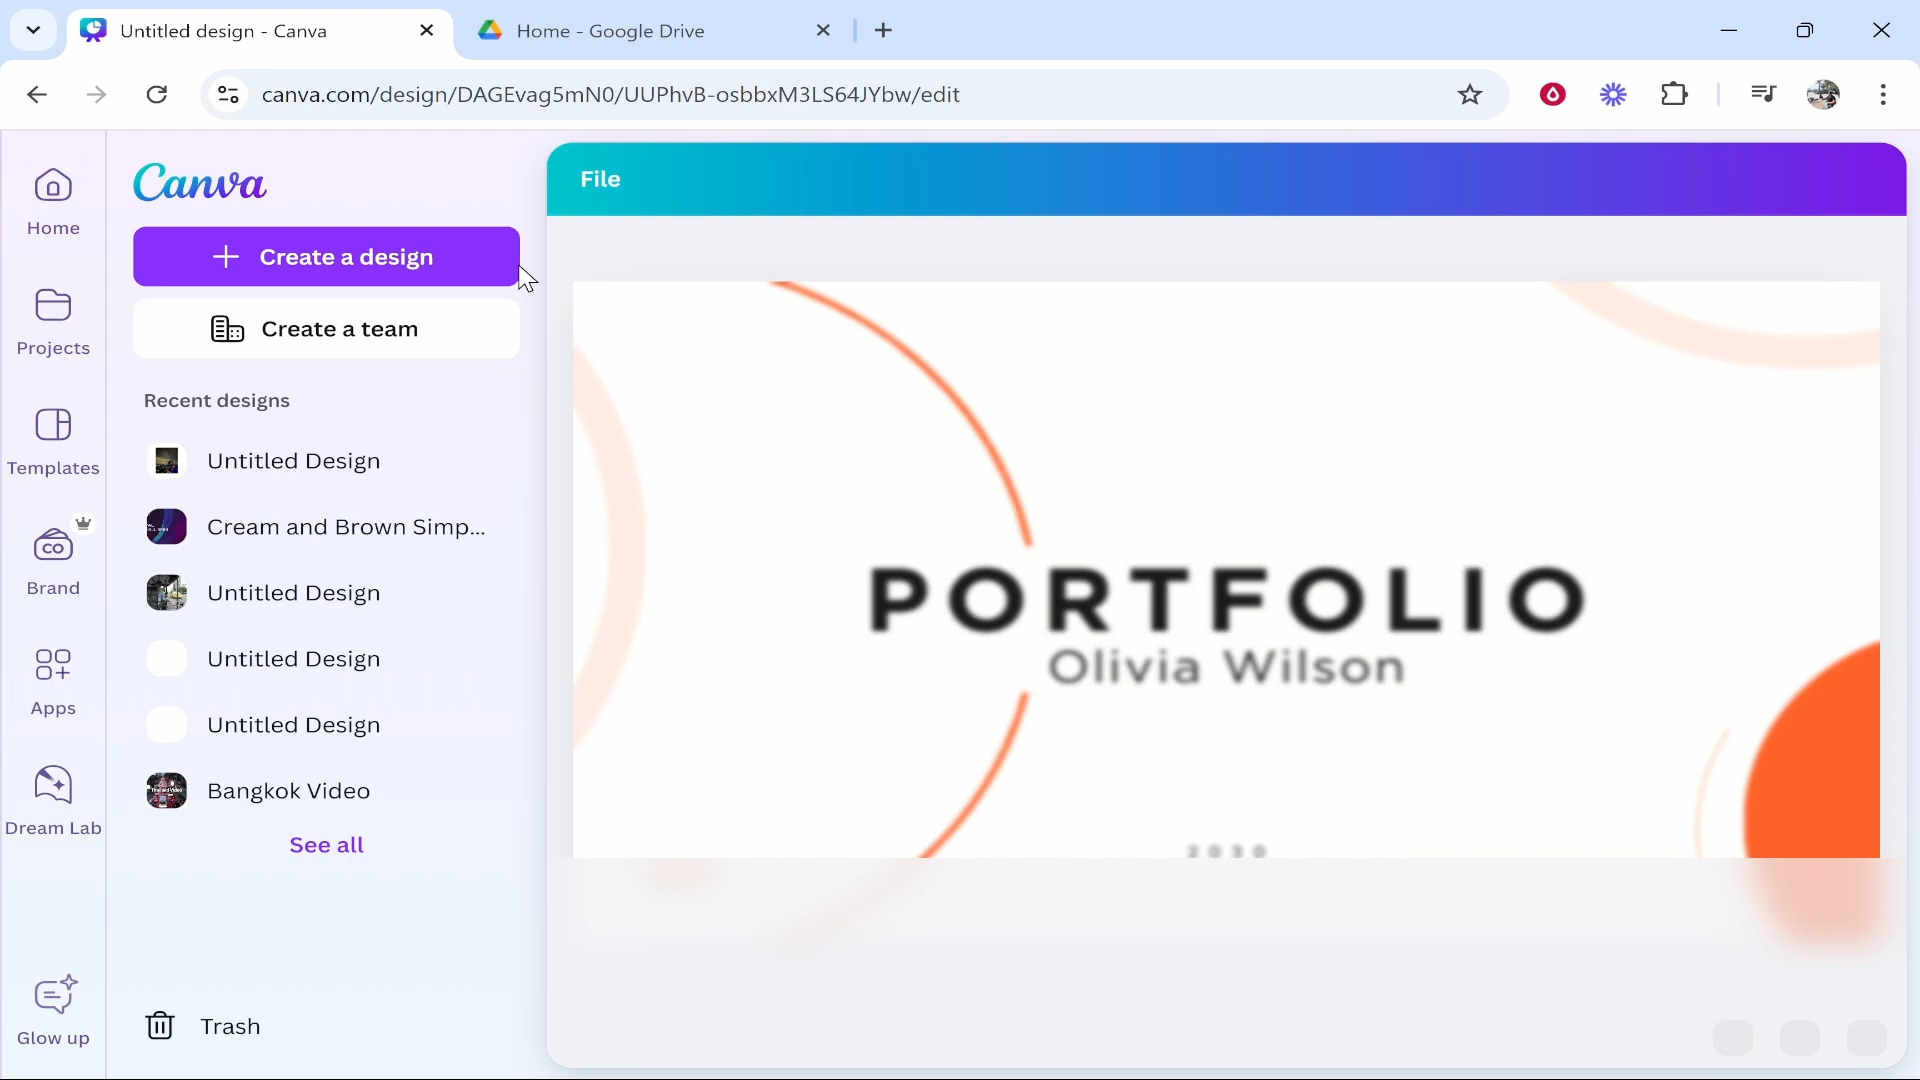 Untitled design - Canva
Home - Google Drive
canva.com/design/DAGEvag5mN0/UUPhvB-osbbxM3LS64JYbw/edit
Home
Projects
Templates
CO
Brand
Apps
Dream Lab
Glow up
Canva
Create a design
Create a team
Recent designs
Untitled Design
Cream and Brown Simp...
Untitled Design
Untitled Design
Untitled Design
Bangkok Video
See all
Trash
File
PORTFOLIO
Olivia Wilson
2030